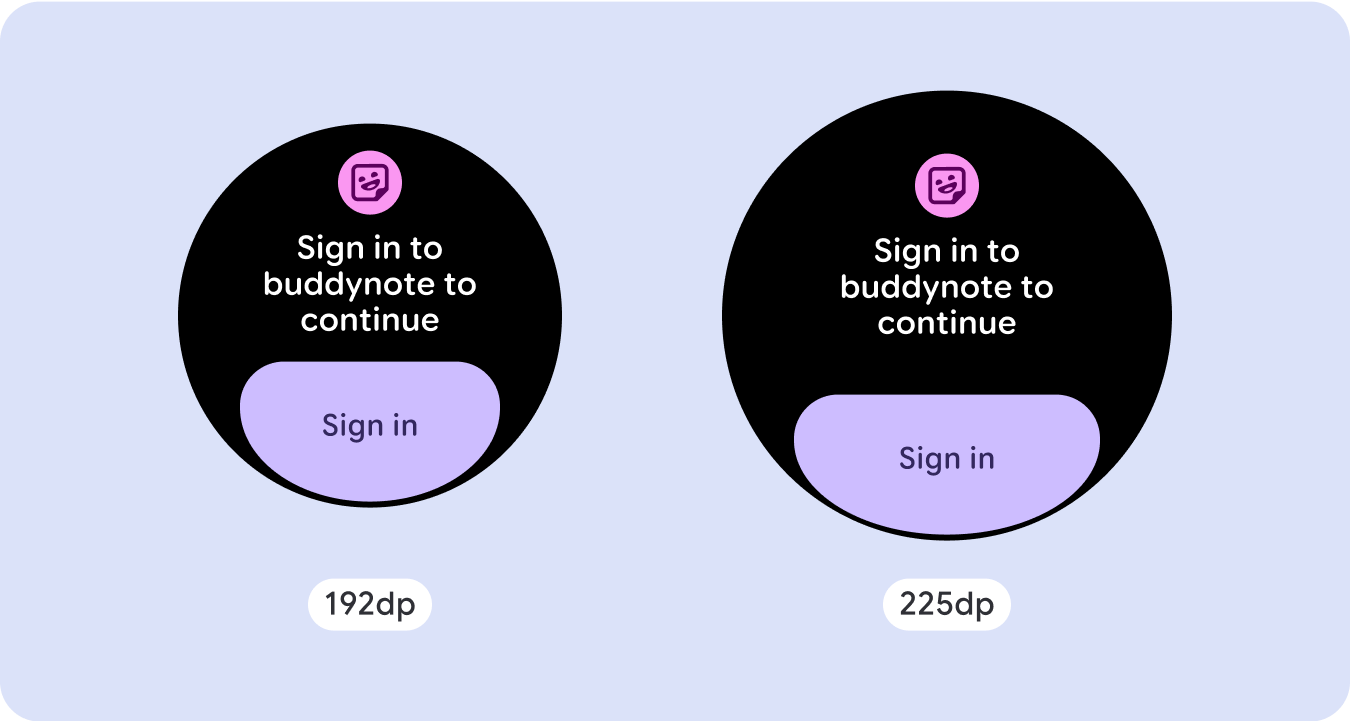 Sign in to
buddynote to
continue
Sign in
192dp
Sign in to
buddynote to
continue
Sign in
225dp